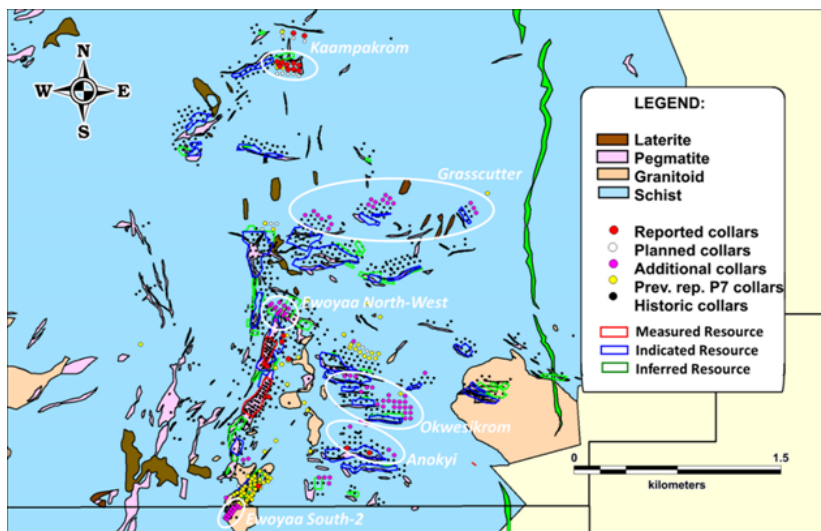 Kaampakrom
N
W E
S
LEGEND:
Laterite
Pegmatite
Granitoid
Schist
Reported collars
Planned collars
Additional collars
Prev. rep. P7 collars
Historic collars
Measured Resource
Indicated Resource
Inferred Resource
Grasscutter
Ewoyaa North-West
Okwesikrom
Anokyi
0 1.5
kilometers
Ewoyaa South-2